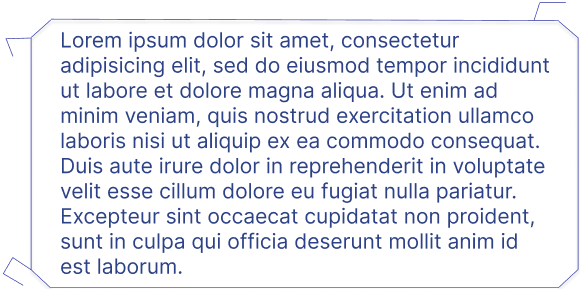 Lorem ipsum dolor sit amet, consectetur
adipisicing elit, sed do eiusmod tempor incididunt
ut labore et dolore magna aliqua. Ut enim ad
minim veniam, quis nostrud exercitation ullamco
laboris nisi ut aliquip ex ea commodo consequat.
Duis aute irure dolor in reprehenderit in voluptate
velit esse cillum dolore eu fugiat nulla pariatur.
Excepteur sint occaecat cupidatat non proident,
sunt in culpa qui officia deserunt mollit anim id
est laborum.